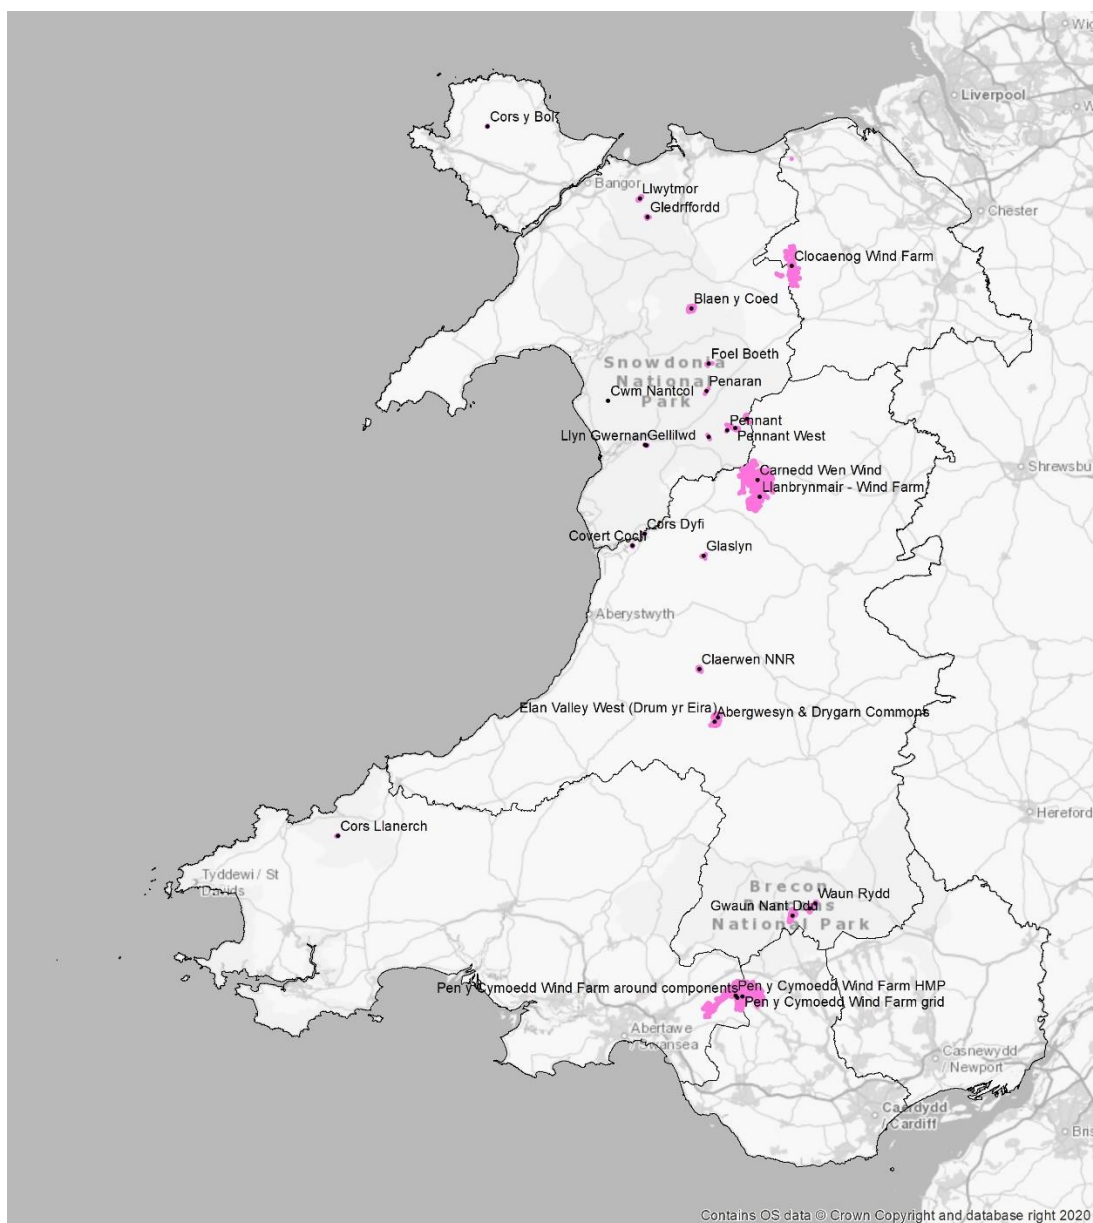 Wig
Liverpool
W
Cors y Bol
Bangor
Llwytmor
Gledrffordd
Chester
Clocaenog Wind Farm
Blaen y Coed
Foel Boeth
Snowdonia
National
Park
Penaran
Cwm Nantcol
Pennant
Pennant West
Llyn Gwernan
Gellilwd
Shrewsbu
Carnedd Wen Wind
Llanbrynmair - Wind Farm
Cors Dyfi
Covert Coch
Glaslyn
Aberystwyth
Claerwen NNR
Elan Valley West (Drum yr Eira)
Abergwesyn & Drygarn Commons
Hereford
Cors Llanerch
Tyddewi / St
Davids
Brecon
Waun Rydd
Gwaun Nant Ddu
National Park
Pen y Cymoedd Wind Farm around components
Pen y Cymoedd Wind Farm HMP
Pen y Cymoedd Wind Farm grid
Abertawe
/ Swansea
Casnewydd
/ Newport
Caerdydd
/ Cardiff
Bris
Contains OS data © Crown Copyright and database right 2020